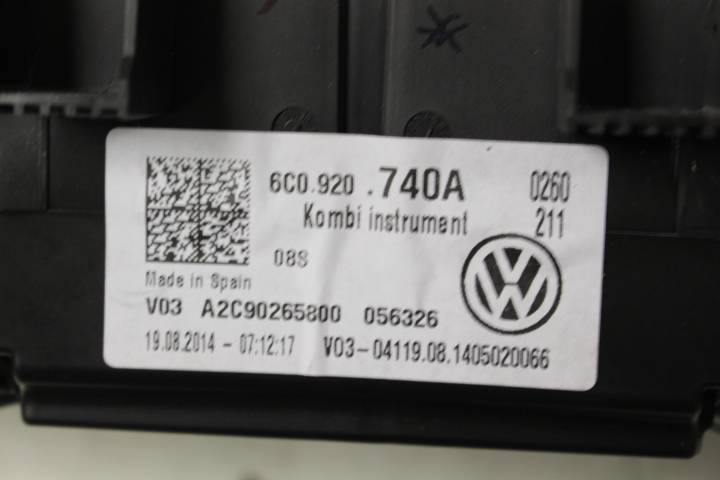 6C0.920 .740A 0260
Kombi instrument 211
08S
Made in Spain
V03 A2C90265800 056326
19.08.2014 - 07:12:17 V03-04119.08.1405020066